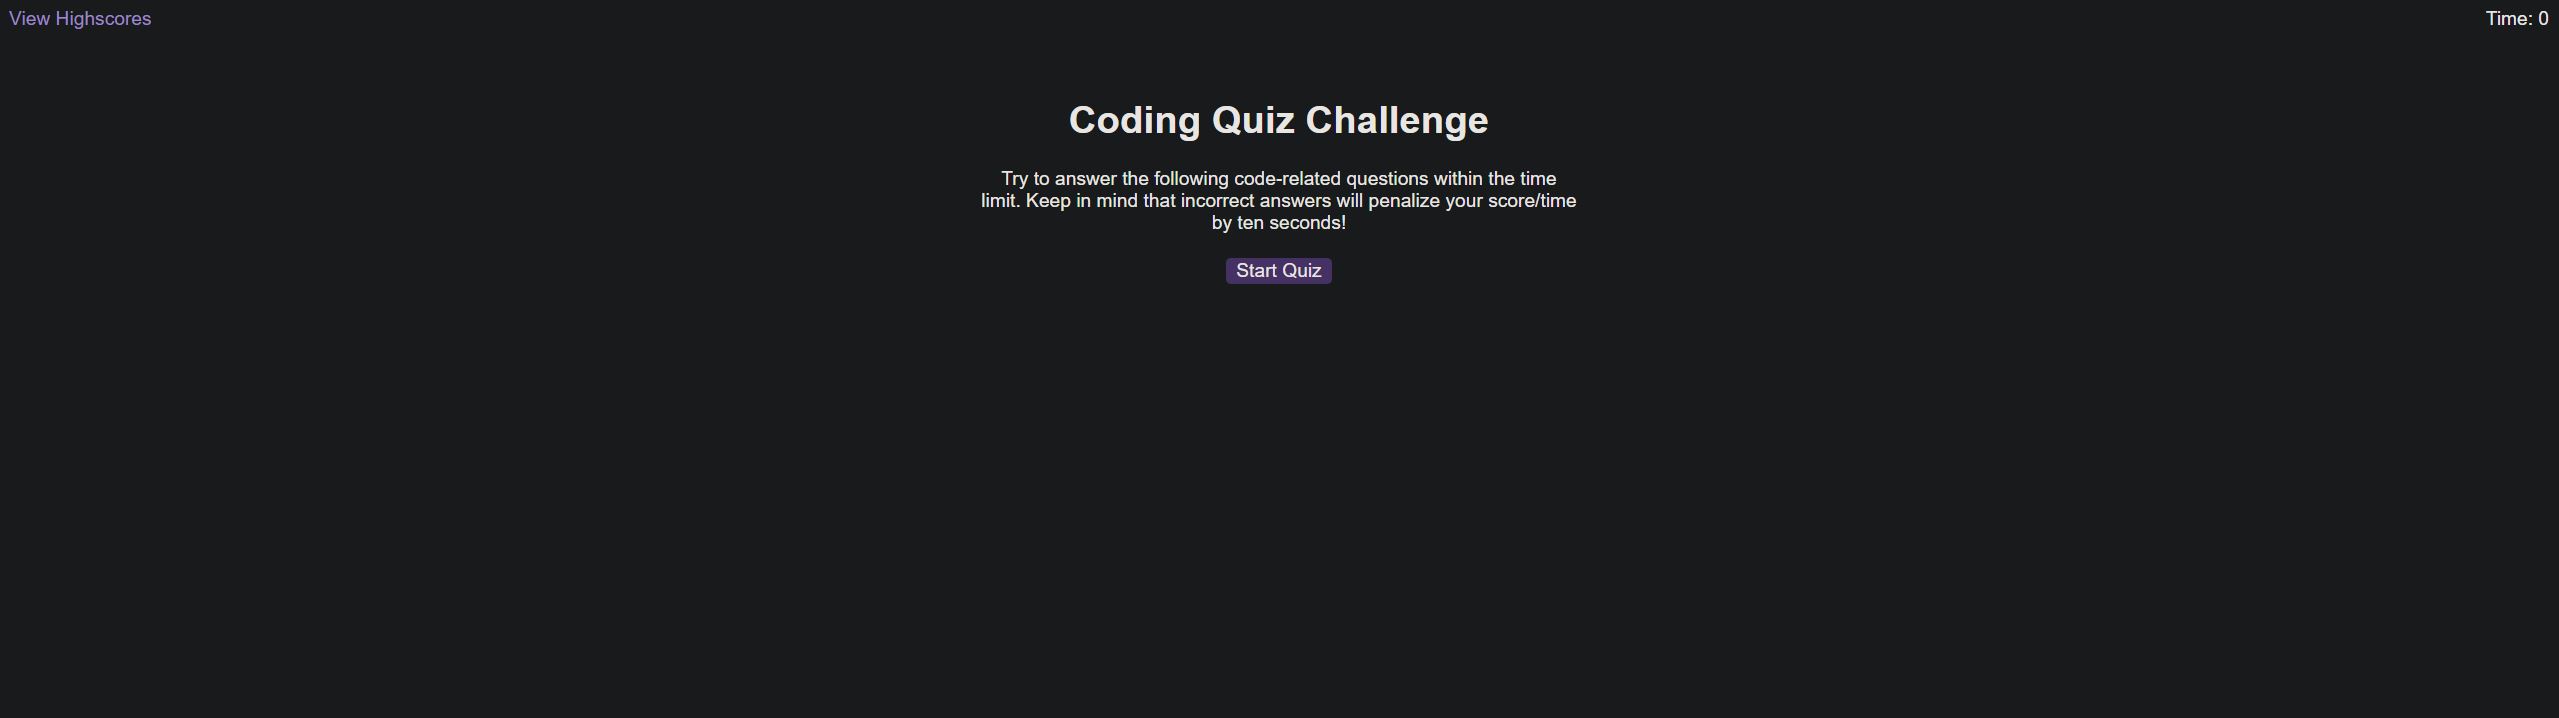 View Highscores
Time: 0
Coding Quiz Challenge
Try to answer the following code-related questions within the time
limit. Keep in mind that incorrect answers will penalize your score/time
by ten seconds!
Start Quiz